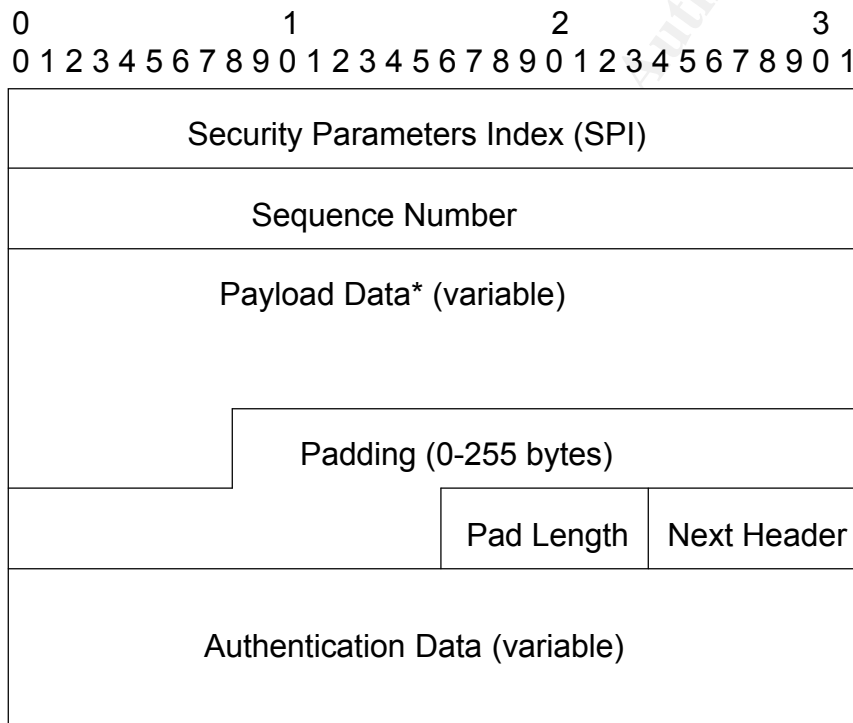 0 1 2 3
0 1 2 3 4 5 6 7 8 9 0 1 2 3 4 5 6 7 8 9 0 1 2 3 4 5 6 7 8 9 0 1
Security Parameters Index (SPI)
Sequence Number
Payload Data* (variable)
Padding (0-255 bytes)
Pad Length Next Header
Authentication Data (variable)